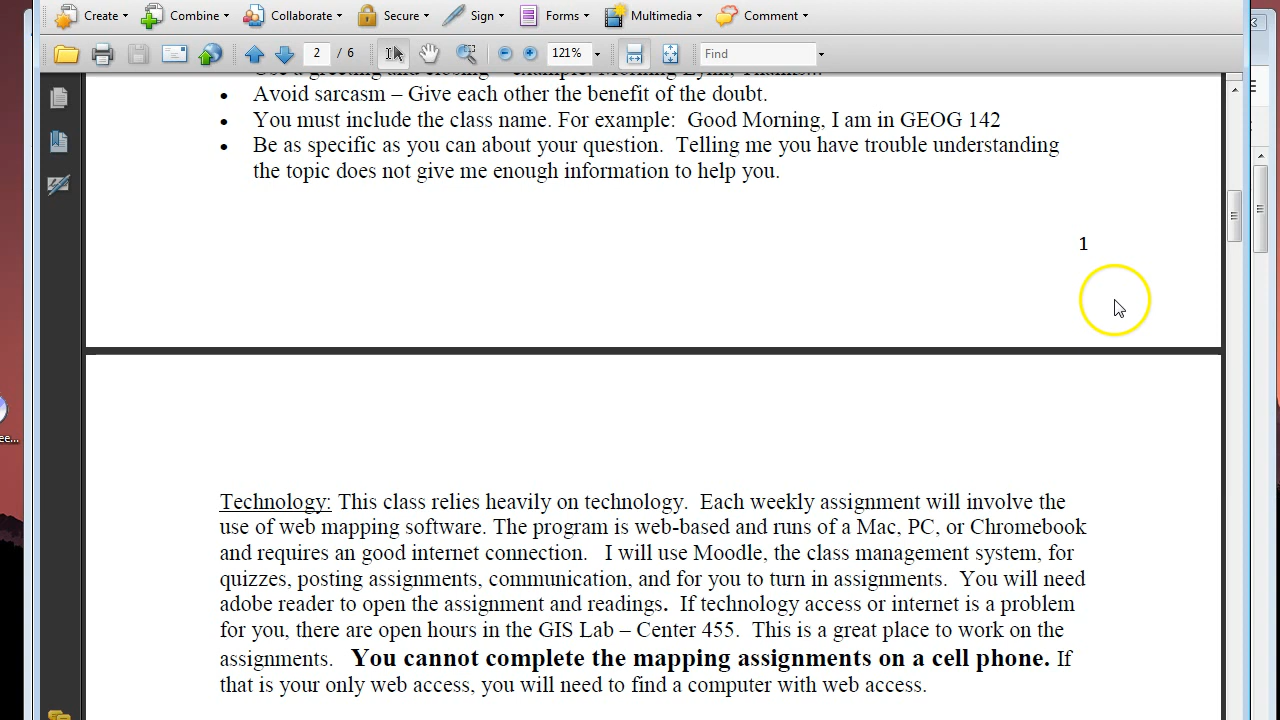 Create Combine Collaborate Secure Sign Forms Multimedia Comment
2 / 6 121% Find
Use a greeting and closing – example: Morning Lynn, Thanks...
• Avoid sarcasm – Give each other the benefit of the doubt.
• You must include the class name. For example: Good Morning, I am in GEOG 142
• Be as specific as you can about your question. Telling me you have trouble understanding
the topic does not give me enough information to help you.
1
Technology: This class relies heavily on technology. Each weekly assignment will involve the
use of web mapping software. The program is web-based and runs of a Mac, PC, or Chromebook
and requires an good internet connection. I will use Moodle, the class management system, for
quizzes, posting assignments, communication, and for you to turn in assignments. You will need
adobe reader to open the assignment and readings. If technology access or internet is a problem
for you, there are open hours in the GIS Lab – Center 455. This is a great place to work on the
assignments. You cannot complete the mapping assignments on a cell phone. If
that is your only web access, you will need to find a computer with web access.
ee...